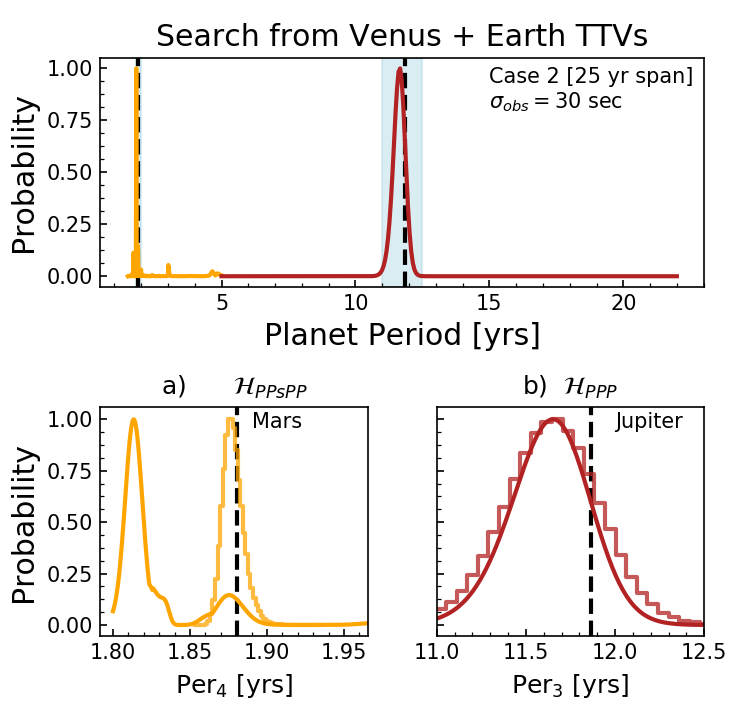 Search from Venus + Earth TTVs
Case 2 [25 yr span]
σ_obs = 30 sec
Probability
1.00
0.75
0.50
0.25
0.00
5
10
15
20
Planet Period [yrs]
a) ℋ_PPsPP
Mars
Probability
1.00
0.75
0.50
0.25
0.00
1.80
1.85
1.90
1.95
Per₄ [yrs]
b) ℋ_PPP
Jupiter
11.0
11.5
12.0
12.5
Per₃ [yrs]